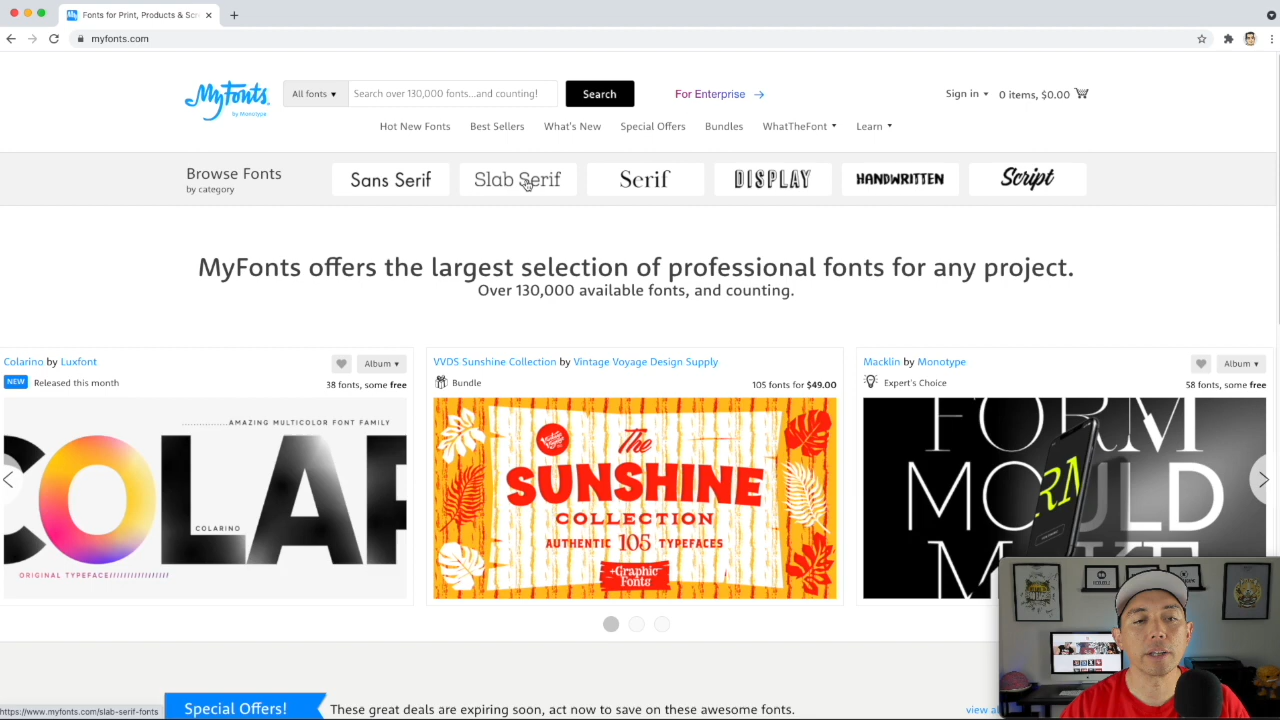 Fonts for Print, Products & Scr
myfonts.com
MyFonts
by Monotype
All fonts
Search over 130,000 fonts...and counting!
Search
For Enterprise →
Sign in
0 items, $0.00
Hot New Fonts
Best Sellers
What's New
Special Offers
Bundles
WhatTheFont
Learn
Browse Fonts
by category
Sans Serif
Slab Serif
Serif
DISPLAY
HANDWRITTEN
Script
MyFonts offers the largest selection of professional fonts for any project.
Over 130,000 available fonts, and counting.
Colarino by Luxfont
Album
NEW Released this month
38 fonts, some free
AMAZING MULTICOLOR FONT FAMILY
COLAR
COLARINO
ORIGINAL TYPEFACE///////////////
VVDS Sunshine Collection by Vintage Voyage Design Supply
Bundle
105 fonts for $49.00
The
SUNSHINE
COLLECTION
AUTHENTIC 105 TYPEFACES
+Graphic
Fonts
Macklin by Monotype
Album
Expert's Choice
58 fonts, some free
FORM
MOULD
Special Offers!
These great deals are expiring soon, act now to save on these awesome fonts.
view al
https://www.myfonts.com/slab-serif-fonts